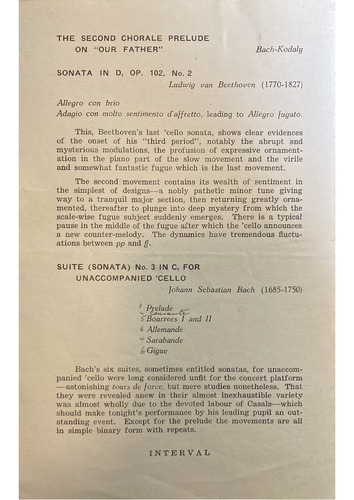 THE SECOND CHORALE PRELUDE
ON "OUR FATHER" Bach-Kodaly
SONATA IN D, OP. 102, No. 2
Ludwig van Beethoven (1770-1827)
Allegro con brio
Adagio con molto sentimento d'affretto, leading to Allegro fugato.
This, Beethoven's last 'cello sonata, shows clear evidences
of the onset of his "third period", notably the abrupt and
mysterious modulations, the profusion of expressive ornament-
ation in the piano part of the slow movement and the virile
and somewhat fantastic fugue which is the last movement.
The second movement contains its wealth of sentiment in
the simplest of designs—a nobly pathetic minor tune giving
way to a tranquil major section, then returning greatly orna-
mented, thereafter to plunge into deep mystery from which the
scale-wise fugue subject suddenly emerges. There is a typical
pause in the middle of the fugue after which the 'cello announces
a new counter-melody. The dynamics have tremendous fluctu-
ations between pp and ff.
SUITE (SONATA) No. 3 IN C, FOR
UNACCOMPANIED 'CELLO
Johann Sebastian Bach (1685-1750)
1 Prelude
5 Bourrées I and II
Allemande
Sarabande
6 Gigue
Bach's six suites, sometimes entitled sonatas, for unaccom-
panied 'cello were long considered unfit for the concert platform
—astonishing tours de force, but mere studies nonetheless. That
they were revealed anew in their almost inexhaustible variety
was almost wholly due to the devoted labour of Casals—which
should make tonight's performance by his leading pupil an out-
standing event. Except for the prelude the movements are all
in simple binary form with repeats.
INTERVAL